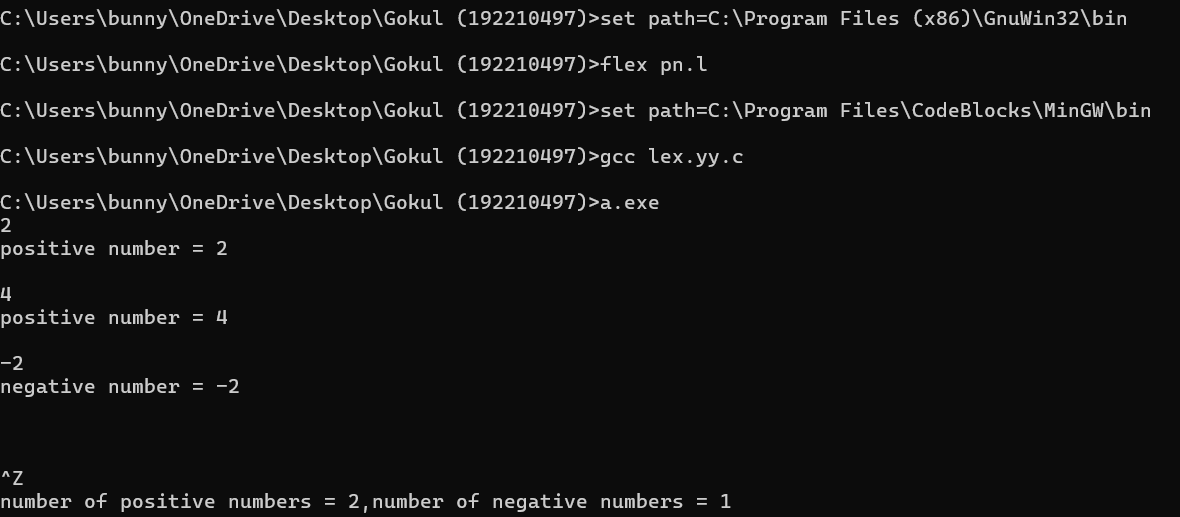 C:\Users\bunny\OneDrive\Desktop\Gokul (192210497)>set path=C:\Program Files (x86)\GnuWin32\bin
C:\Users\bunny\OneDrive\Desktop\Gokul (192210497)>flex pn.l
C:\Users\bunny\OneDrive\Desktop\Gokul (192210497)>set path=C:\Program Files\CodeBlocks\MinGW\bin
C:\Users\bunny\OneDrive\Desktop\Gokul (192210497)>gcc lex.yy.c
C:\Users\bunny\OneDrive\Desktop\Gokul (192210497)>a.exe
2
positive number = 2
4
positive number = 4
-2
negative number = -2
^Z
number of positive numbers = 2,number of negative numbers = 1